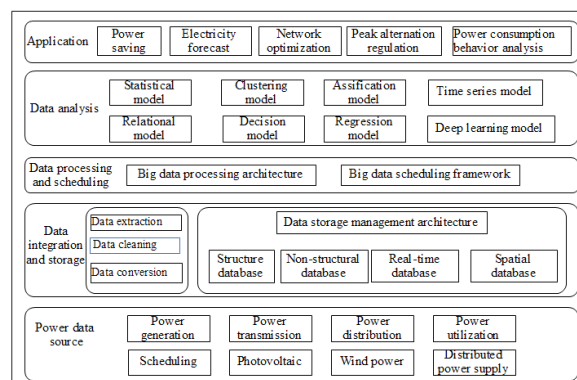 Application
Power saving
Electricity forecast
Network optimization
Peak alternation regulation
Power consumption behavior analysis
Data analysis
Statistical model
Clustering model
Assification model
Time series model
Relational model
Decision model
Regression model
Deep learning model
Data processing and scheduling
Big data processing architecture
Big data scheduling framework
Data integration and storage
Data extraction
Data cleaning
Data conversion
Data storage management architecture
Structure database
Non-structural database
Real-time database
Spatial database
Power data source
Power generation
Power transmission
Power distribution
Power utilization
Scheduling
Photovoltaic
Wind power
Distributed power supply